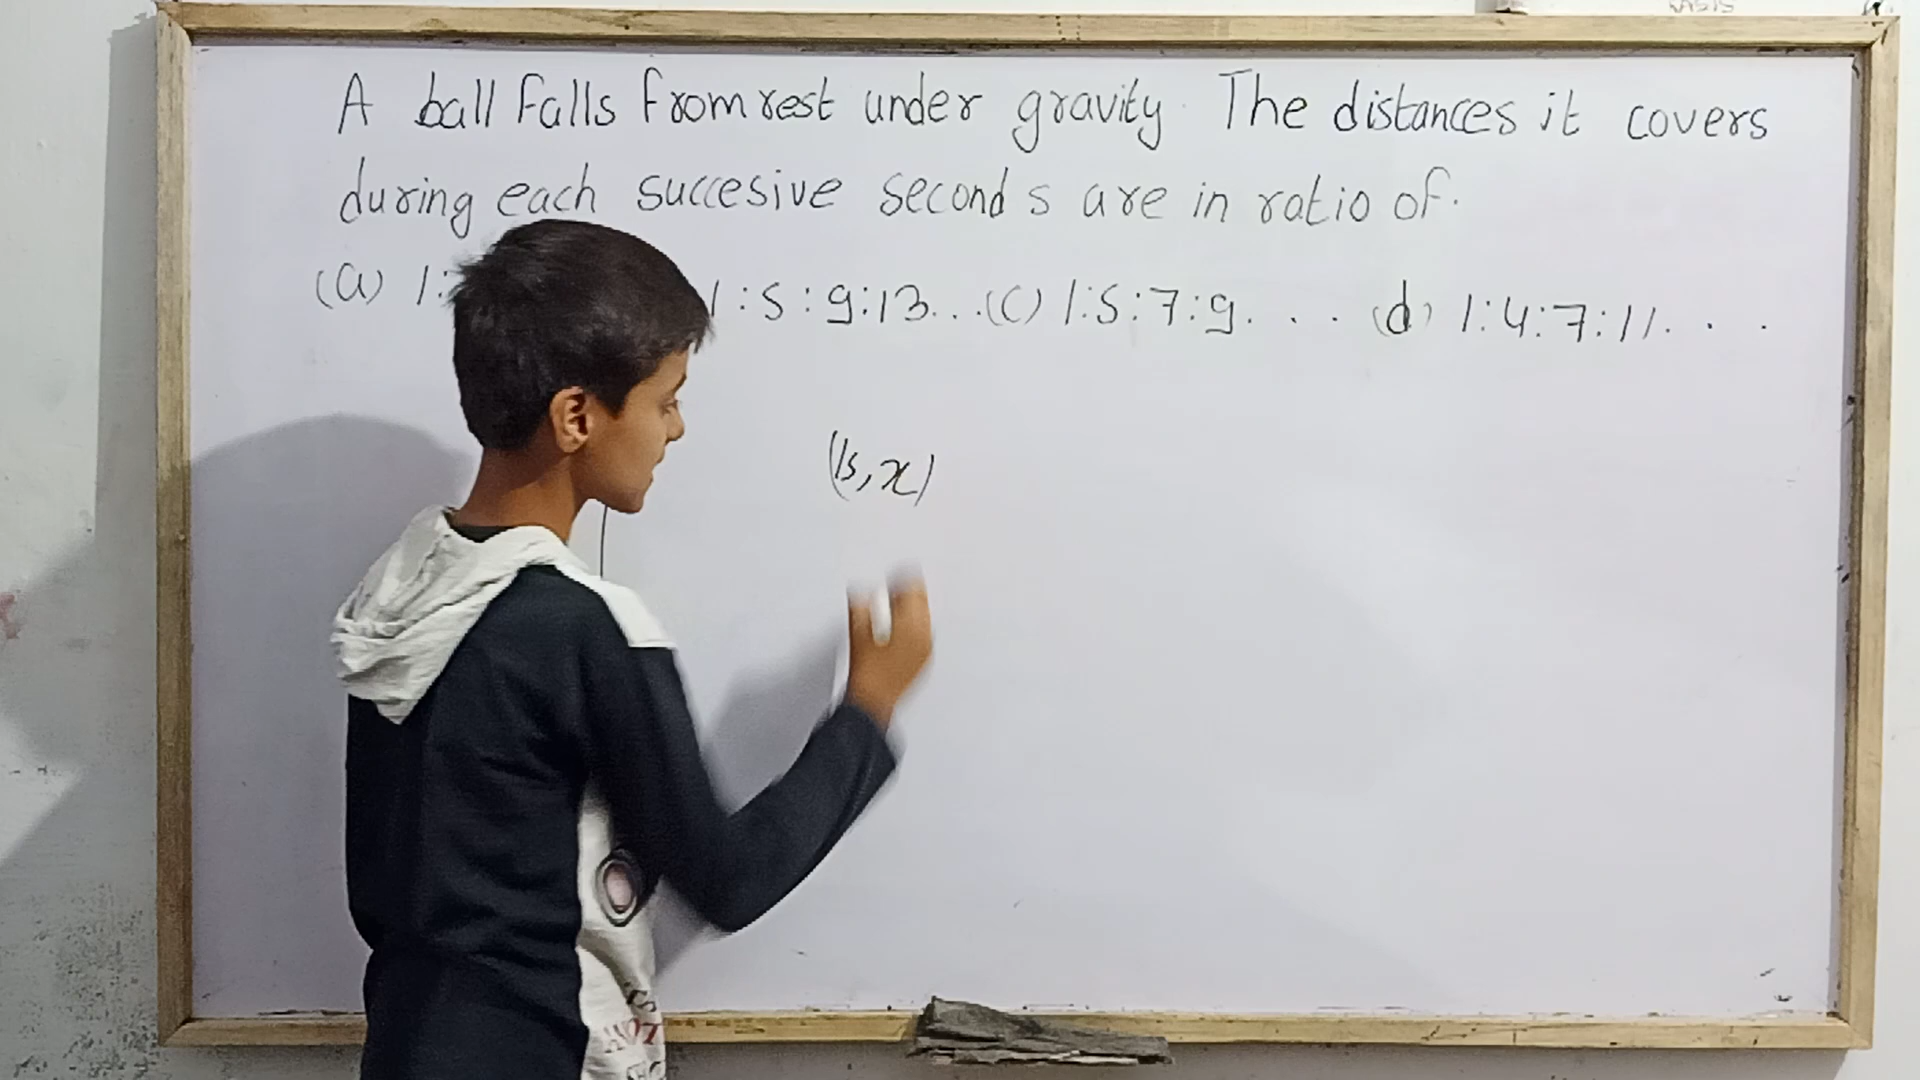 A ball falls from rest under gravity. The distances it covers
during each succesive seconds are in ratio of.
(a) 1: 1:5:9:13...(c) 1:5:7:9. . . (d) 1:4:7:11. . .
(1s, x)